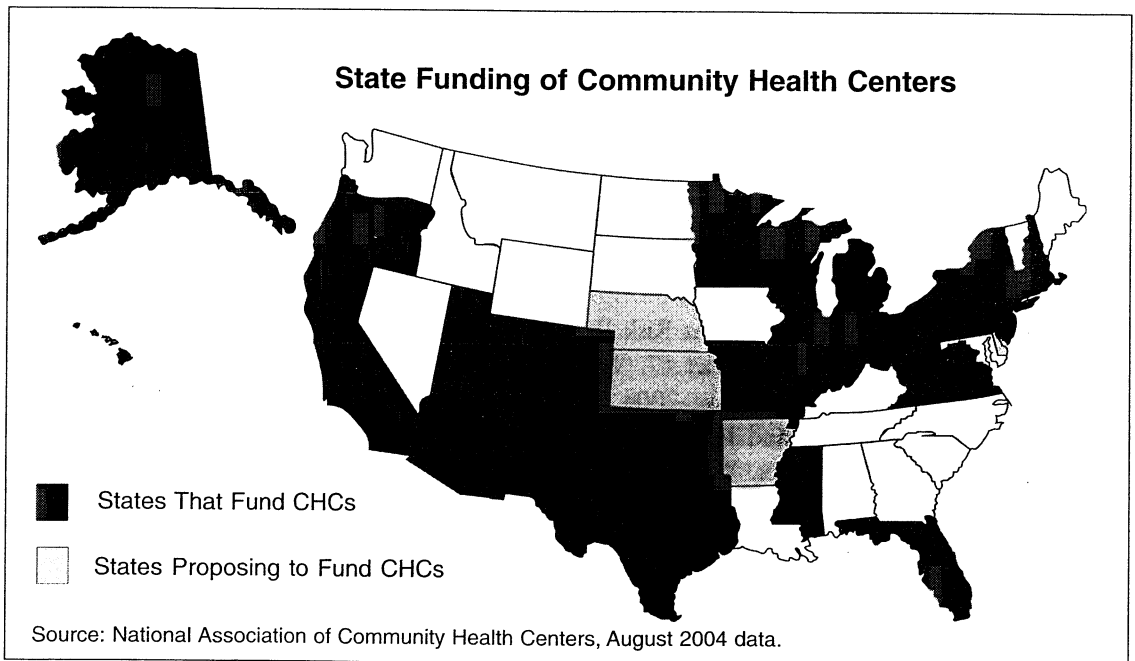 State Funding of Community Health Centers
States That Fund CHCs
States Proposing to Fund CHCs
Source: National Association of Community Health Centers, August 2004 data.